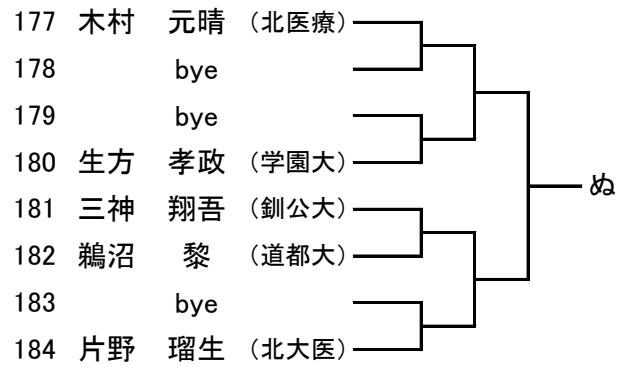 177 木村 元晴 （北医療）
178 bye
179 bye
180 生方 孝政 （学園大）
181 三神 翔吾 （釧公大）
ぬ
182 鵜沼 黎 （道都大）
183 bye
184 片野 瑠生 （北大医）